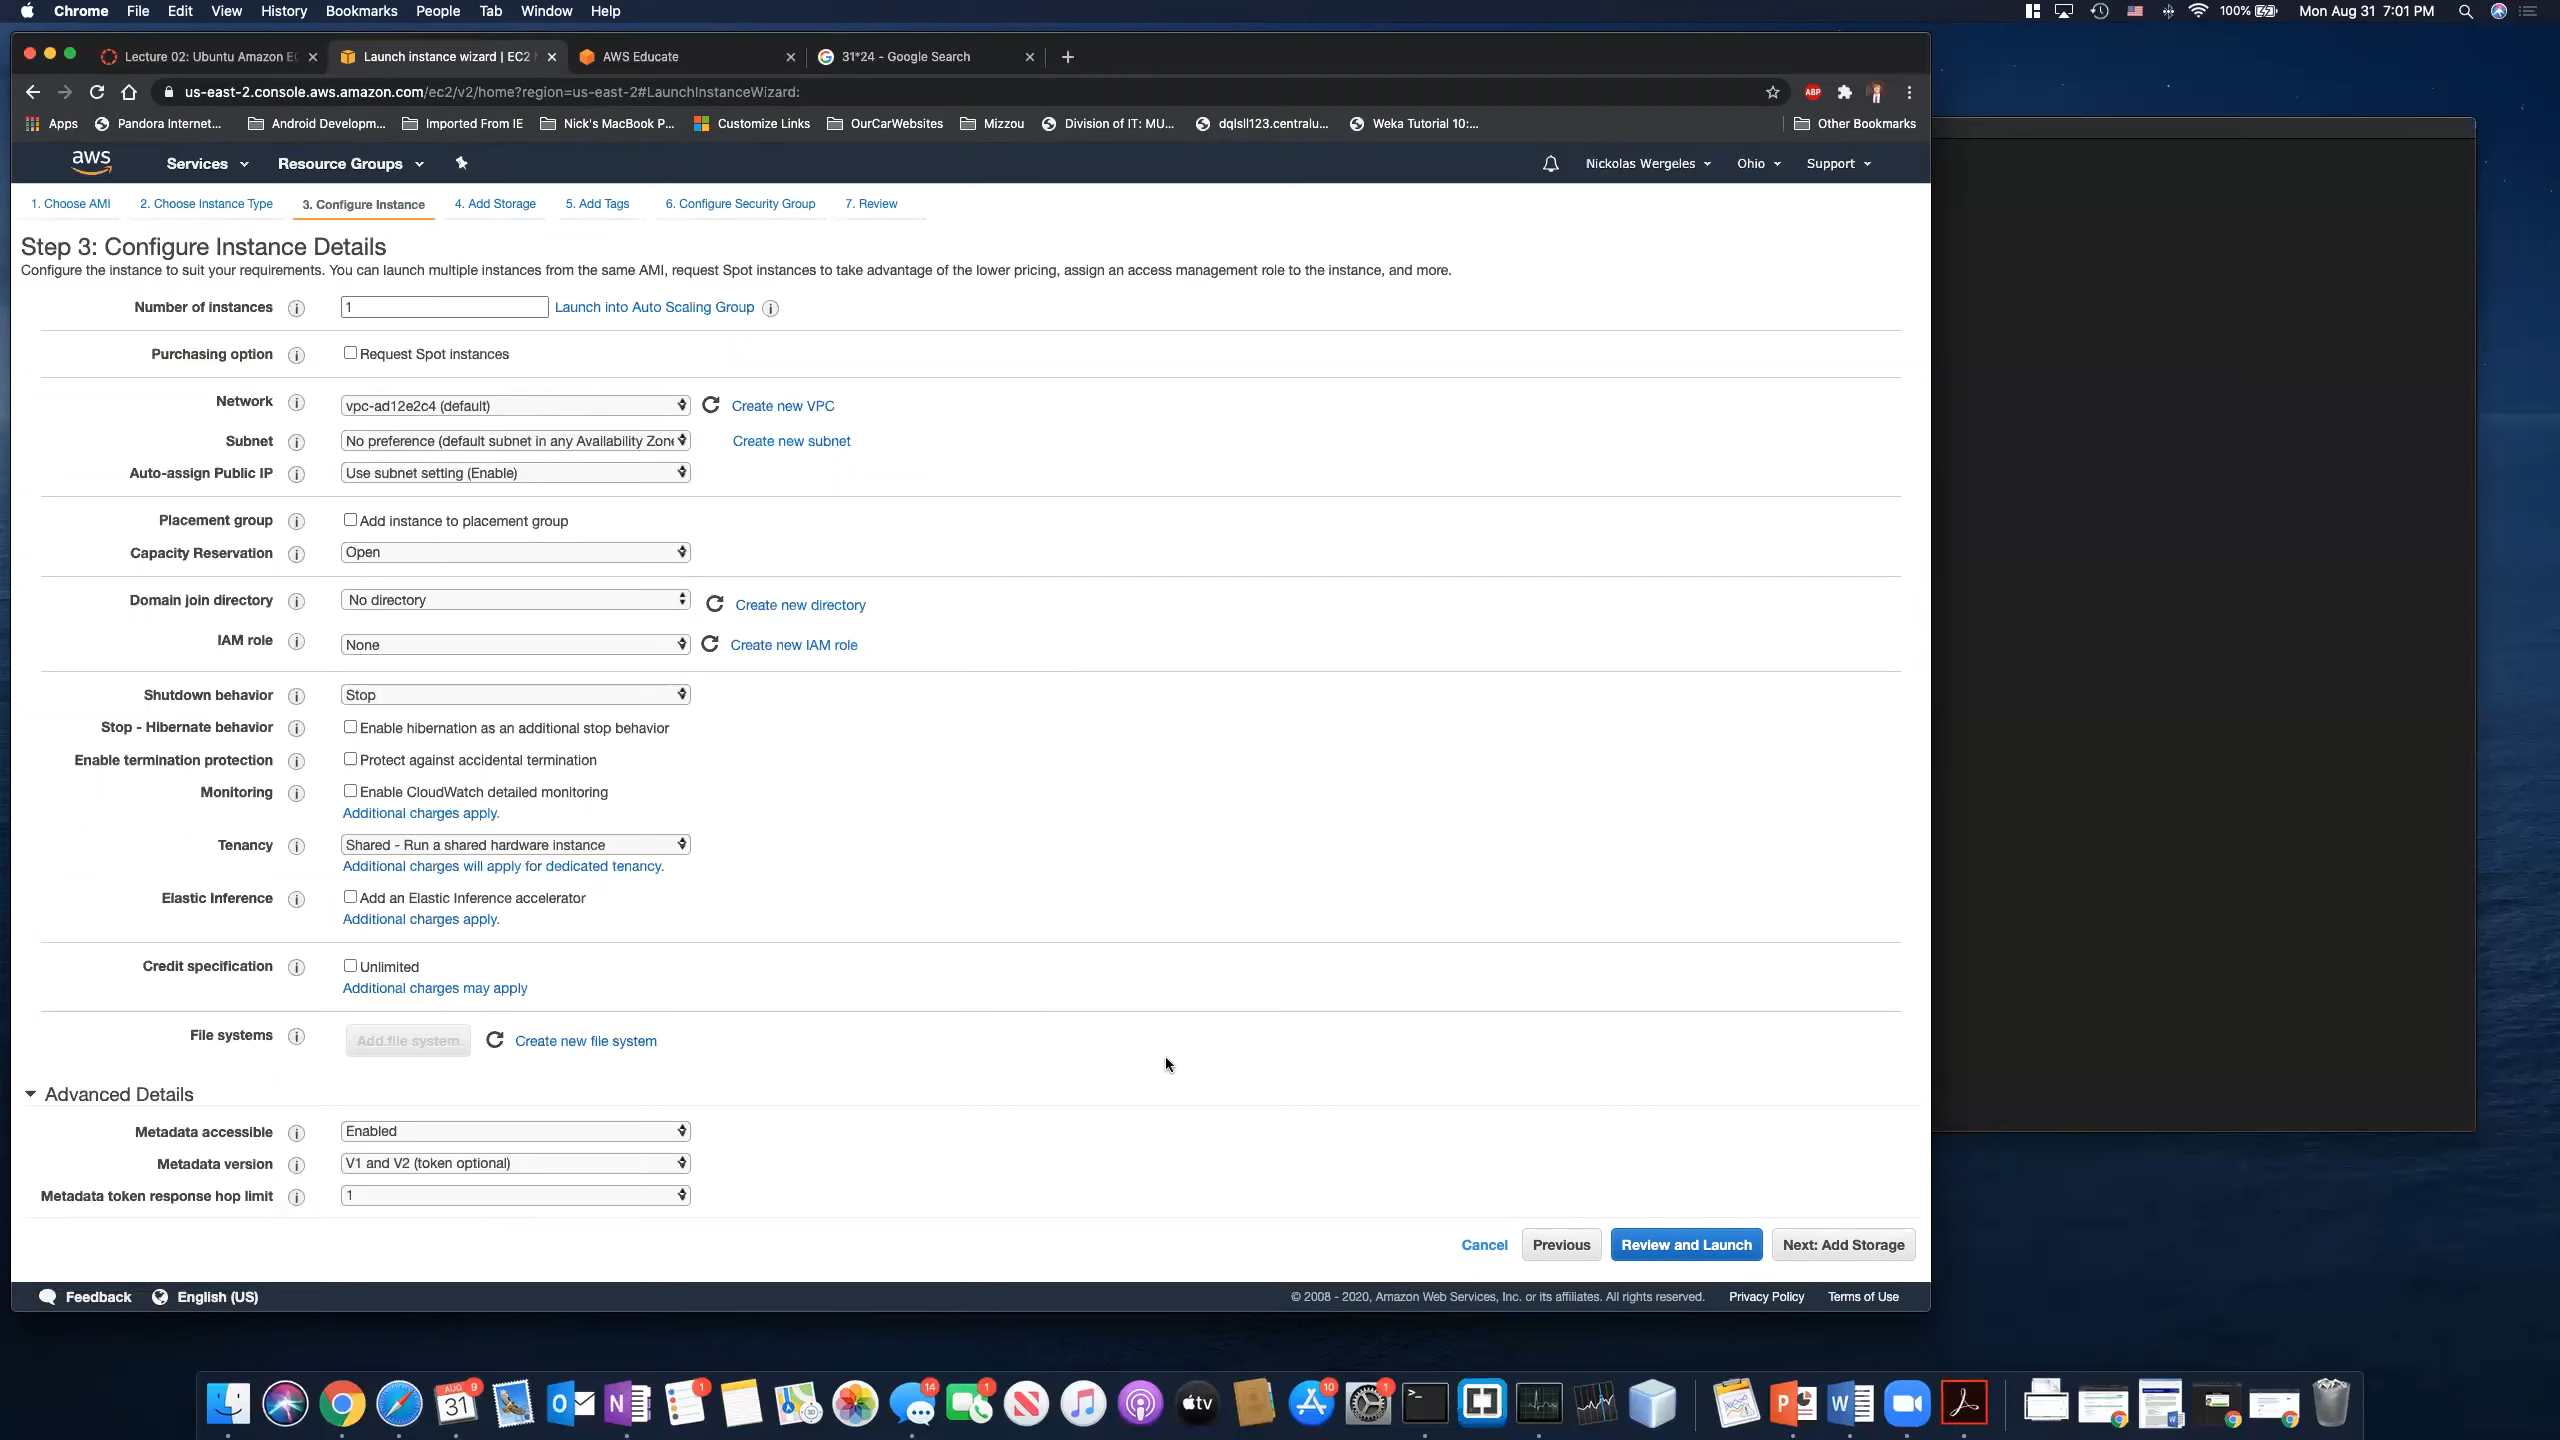 Chrome File Edit View History Bookmarks People Tab Window Help 100% Mon Aug 31 7:01 PM
Lecture 02: Ubuntu Amazon EC Launch instance wizard | EC2 AWS Educate 31*24 - Google Search
us-east-2.console.aws.amazon.com/ec2/v2/home?region=us-east-2#LaunchInstanceWizard: ABP
Apps Pandora Internet... Android Developm... Imported From IE Nick's MacBook P... Customize Links OurCarWebsites Mizzou Division of IT: MU... dqlsll123.centralu... Weka Tutorial 10:... Other Bookmarks
aws Services Resource Groups Nickolas Wergeles Ohio Support
1. Choose AMI 2. Choose Instance Type 3. Configure Instance 4. Add Storage 5. Add Tags 6. Configure Security Group 7. Review
Step 3: Configure Instance Details
Configure the instance to suit your requirements. You can launch multiple instances from the same AMI, request Spot instances to take advantage of the lower pricing, assign an access management role to the instance, and more.
Number of instances 1 Launch into Auto Scaling Group
Purchasing option Request Spot instances
Network vpc-ad12e2c4 (default) Create new VPC
Subnet No preference (default subnet in any Availability Zone Create new subnet
Auto-assign Public IP Use subnet setting (Enable)
Placement group Add instance to placement group
Capacity Reservation Open
Domain join directory No directory Create new directory
IAM role None Create new IAM role
Shutdown behavior Stop
Stop - Hibernate behavior Enable hibernation as an additional stop behavior
Enable termination protection Protect against accidental termination
Monitoring Enable CloudWatch detailed monitoring
Additional charges apply.
Tenancy Shared - Run a shared hardware instance
Additional charges will apply for dedicated tenancy.
Elastic Inference Add an Elastic Inference accelerator
Additional charges apply.
Credit specification Unlimited
Additional charges may apply
File systems Add file system Create new file system
Advanced Details
Metadata accessible Enabled
Metadata version V1 and V2 (token optional)
Metadata token response hop limit 1
Cancel Previous Review and Launch Next: Add Storage
Feedback English (US) © 2008 - 2020, Amazon Web Services, Inc. or its affiliates. All rights reserved. Privacy Policy Terms of Use
AUG 31 9 1 14 1 tv 10 1